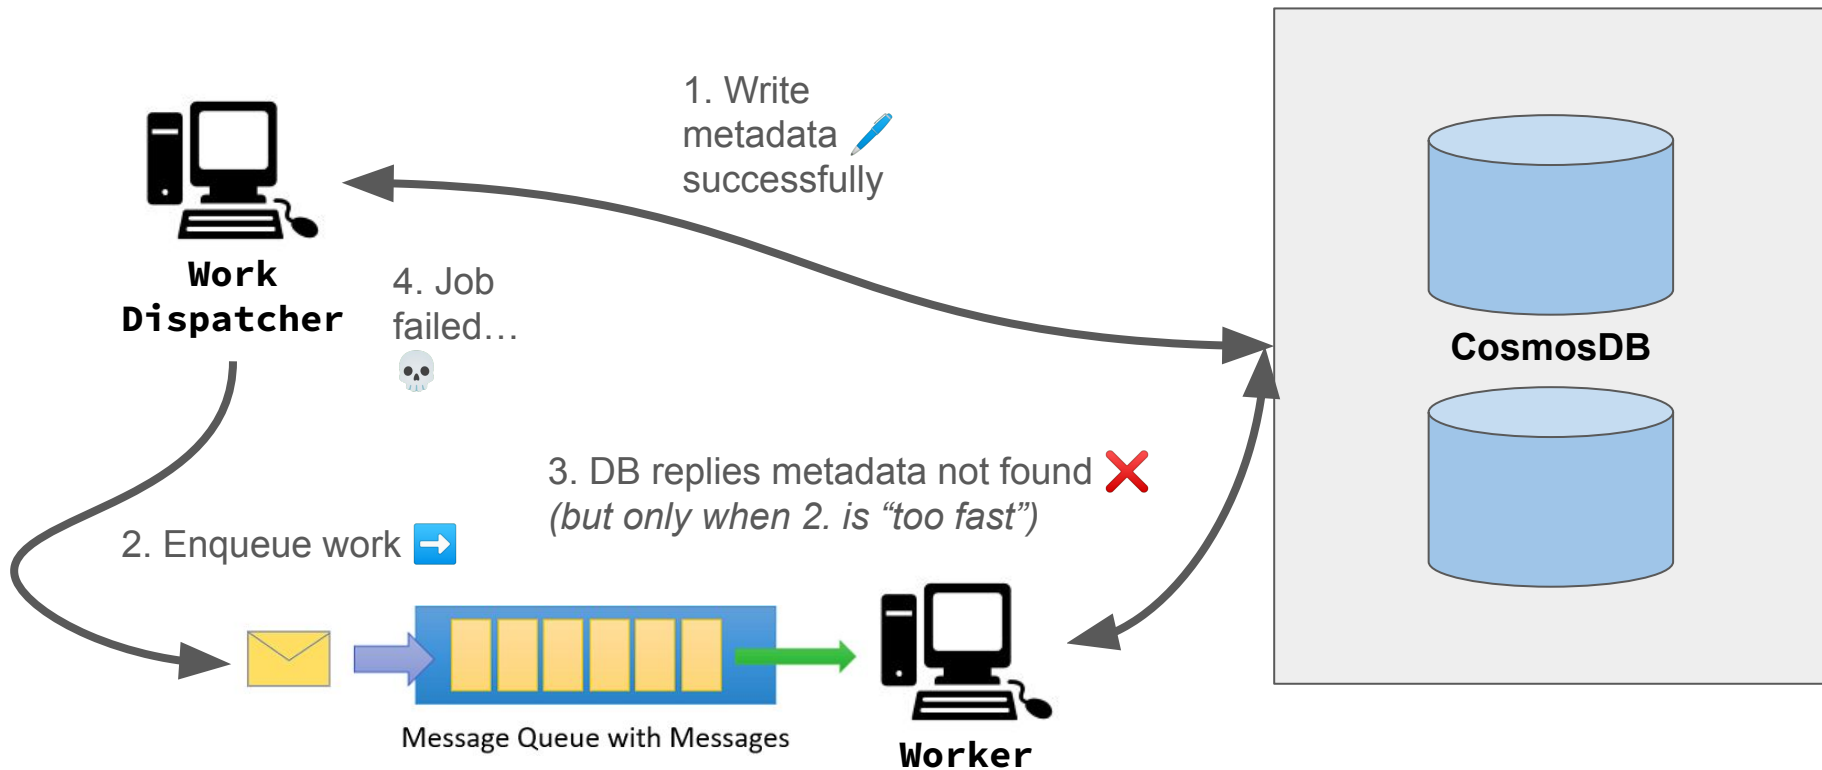 1. Write
metadata 🖊️
successfully
Work
Dispatcher
4. Job
failed…
💀
CosmosDB
3. DB replies metadata not found ❌
(but only when 2. is “too fast”)
2. Enqueue work ➡️
Message Queue with Messages
Worker